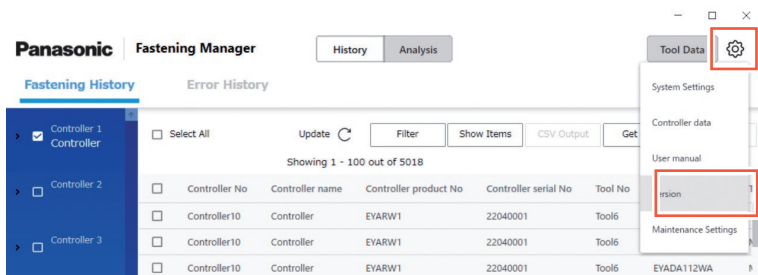 Panasonic Fastening Manager History Analysis Tool Data
Fastening History Error History
System Settings
Controller data
User manual
ersion
Maintenance Settings
Controller 1
Controller
Controller 2
Controller 3
Select All Update Filter Show Items CSV Output Get
Showing 1 - 100 out of 5018
Controller No Controller name Controller product No Controller serial No Tool No
Controller10 Controller EYARW1 22040001 Tool6
Controller10 Controller EYARW1 22040001 Tool6
Controller10 Controller EYARW1 22040001 Tool6 EYADA112WA